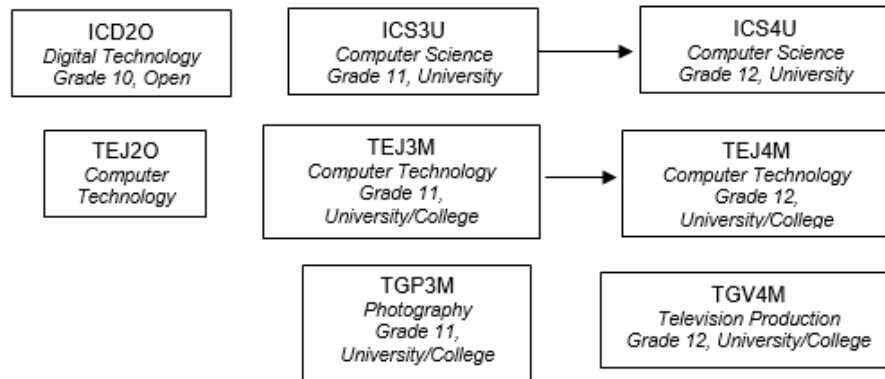 ICD2O
Digital Technology
Grade 10, Open
ICS3U
Computer Science
Grade 11, University
ICS4U
Computer Science
Grade 12, University
TEJ2O
Computer
Technology
TEJ3M
Computer Technology
Grade 11,
University/College
TEJ4M
Computer Technology
Grade 12,
University/College
TGP3M
Photography
Grade 11,
University/College
TGV4M
Television Production
Grade 12, University/College